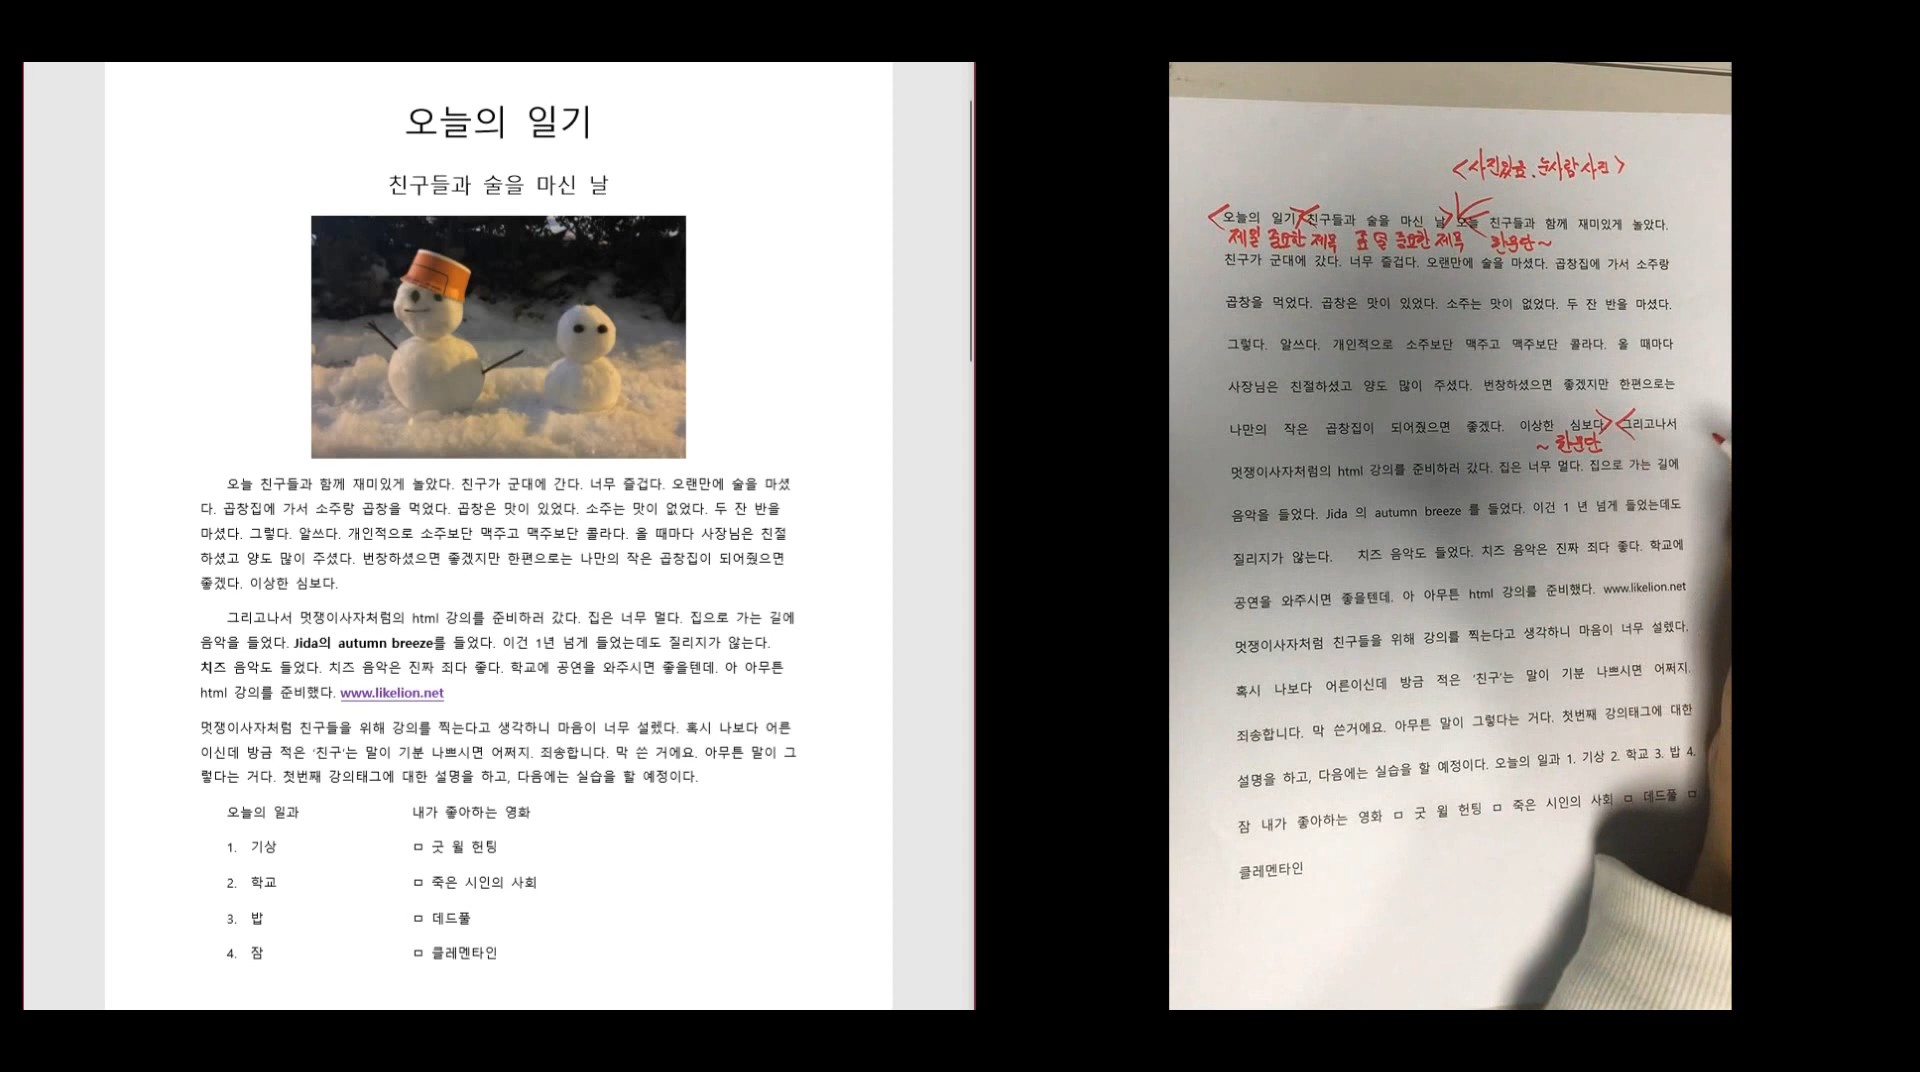 오늘의 일기
친구들과 술을 마신 날
오늘 친구들과 함께 재미있게 놀았다. 친구가 군대에 간다. 너무 즐겁다. 오랜만에 술을 마셨
다. 곱창집에 가서 소주랑 곱창을 먹었다. 곱창은 맛이 있었다. 소주는 맛이 없었다. 두 잔 반을
마셨다. 그렇다. 알쓰다. 개인적으로 소주보단 맥주고 맥주보단 콜라다. 올 때마다 사장님은 친절
하셨고 양도 많이 주셨다. 번창하셨으면 좋겠지만 한편으로는 나만의 작은 곱창집이 되어줬으면
좋겠다. 이상한 심보다.
그리고나서 멋쟁이사자처럼의 html 강의를 준비하러 갔다. 집은 너무 멀다. 집으로 가는 길에
음악을 들었다. Jida의 autumn breeze를 들었다. 이건 1년 넘게 들었는데도 질리지가 않는다.
치즈 음악도 들었다. 치즈 음악은 진짜 죄다 좋다. 학교에 공연을 와주시면 좋을텐데. 아 아무튼
html 강의를 준비했다. www.likelion.net
멋쟁이사자처럼 친구들을 위해 강의를 찍는다고 생각하니 마음이 너무 설렜다. 혹시 나보다 어른
이신데 방금 적은 ‘친구’는 말이 기분 나쁘시면 어쩌지. 죄송합니다. 막 쓴 거에요. 아무튼 말이 그
렇다는 거다. 첫번째 강의태그에 대한 설명을 하고, 다음에는 실습을 할 예정이다.
오늘의 일과 내가 좋아하는 영화
1. 기상 ㅁ 굿 윌 헌팅
2. 학교 ㅁ 죽은 시인의 사회
3. 밥 ㅁ 데드풀
4. 잠 ㅁ 클레멘타인
<사진있음. 눈사람 사진>
<오늘의 일기><친구들과 술을 마신 날> 오늘 친구들과 함께 재미있게 놀았다.
제일 중요한 제목 좀 덜 중요한 제목 한문단~
친구가 군대에 갔다. 너무 즐겁다. 오랜만에 술을 마셨다. 곱창집에 가서 소주랑
곱창을 먹었다. 곱창은 맛이 있었다. 소주는 맛이 없었다. 두 잔 반을 마셨다.
그렇다. 알쓰다. 개인적으로 소주보단 맥주고 맥주보단 콜라다. 올 때마다
사장님은 친절하셨고 양도 많이 주셨다. 번창하셨으면 좋겠지만 한편으로는
나만의 작은 곱창집이 되어줬으면 좋겠다. 이상한 심보다> <그리고나서
~ 한문단
멋쟁이사자처럼의 html 강의를 준비하러 갔다. 집은 너무 멀다. 집으로 가는 길에
음악을 들었다. Jida 의 autumn breeze 를 들었다. 이건 1 년 넘게 들었는데도
질리지가 않는다. 치즈 음악도 들었다. 치즈 음악은 진짜 죄다 좋다. 학교에
공연을 와주시면 좋을텐데. 아 아무튼 html 강의를 준비했다. www.likelion.net
멋쟁이사자처럼 친구들을 위해 강의를 찍는다고 생각하니 마음이 너무 설렜다.
혹시 나보다 어른이신데 방금 적은 ‘친구’는 말이 기분 나쁘시면 어쩌지.
죄송합니다. 막 쓴거에요. 아무튼 말이 그렇다는 거다. 첫번째 강의태그에 대한
설명을 하고, 다음에는 실습을 할 예정이다. 오늘의 일과 1. 기상 2. 학교 3. 밥 4.
잠 내가 좋아하는 영화 ㅁ 굿 윌 헌팅 ㅁ 죽은 시인의 사회 ㅁ 데드풀 ㅁ
클레멘타인